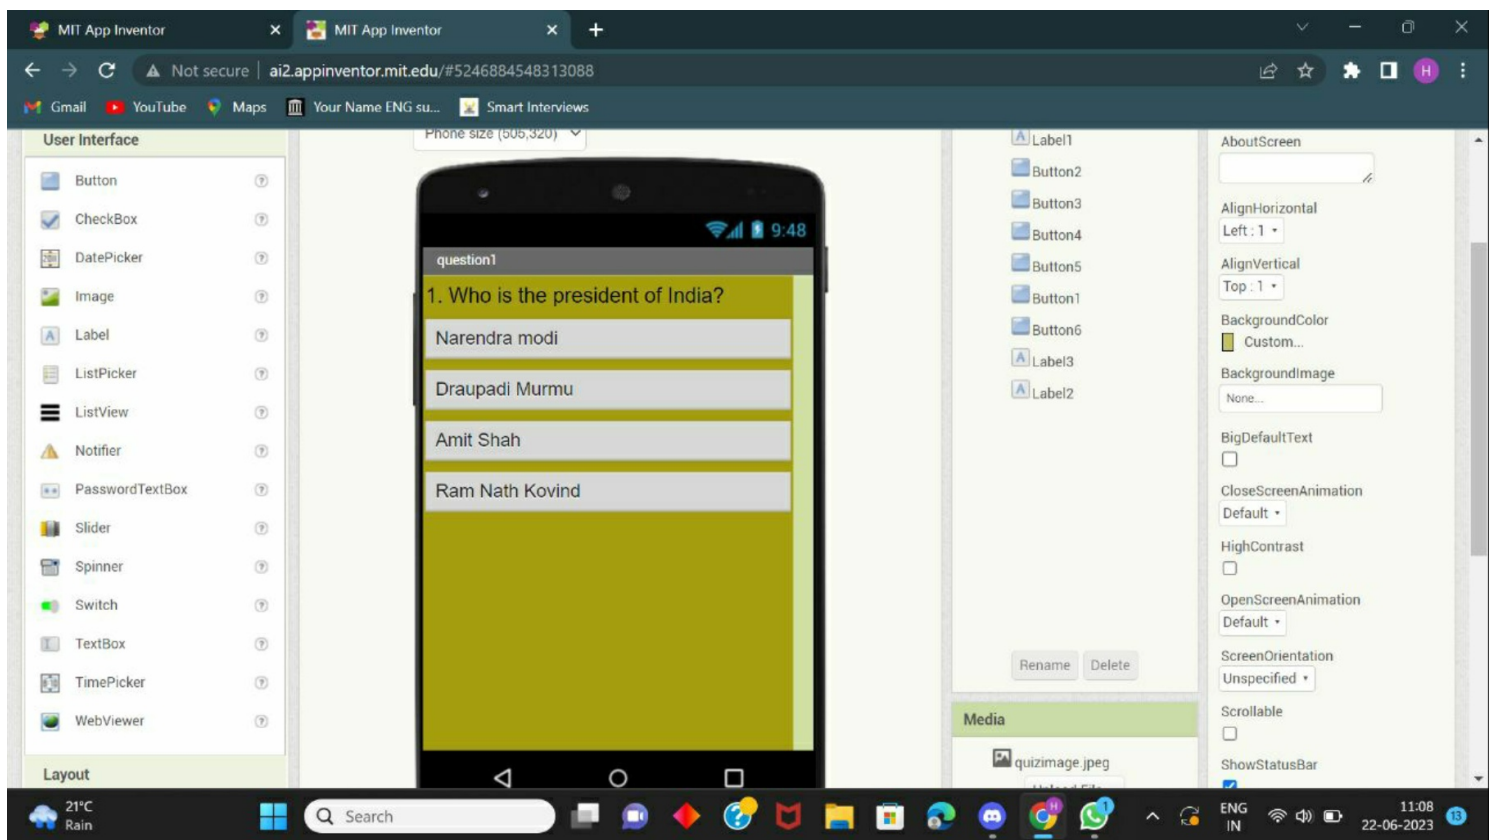 MIT App Inventor
MIT App Inventor
Not secure | ai2.appinventor.mit.edu/#5246884548313088
H
Gmail
YouTube
Maps
Your Name ENG su...
Smart Interviews
User Interface
Button
CheckBox
DatePicker
Image
Label
ListPicker
ListView
Notifier
PasswordTextBox
Slider
Spinner
Switch
TextBox
TimePicker
WebViewer
Layout
Phone size (505,320)
9:48
question1
1. Who is the president of India?
Narendra modi
Draupadi Murmu
Amit Shah
Ram Nath Kovind
Label1
Button2
Button3
Button4
Button5
Button1
Button6
Label3
Label2
Rename
Delete
Media
quizimage.jpeg
Upload File
AboutScreen
AlignHorizontal
Left : 1
AlignVertical
Top : 1
BackgroundColor
Custom...
BackgroundImage
None...
BigDefaultText
CloseScreenAnimation
Default
HighContrast
OpenScreenAnimation
Default
ScreenOrientation
Unspecified
Scrollable
ShowStatusBar
21°C
Rain
Search
ENG
IN
11:08
22-06-2023
13